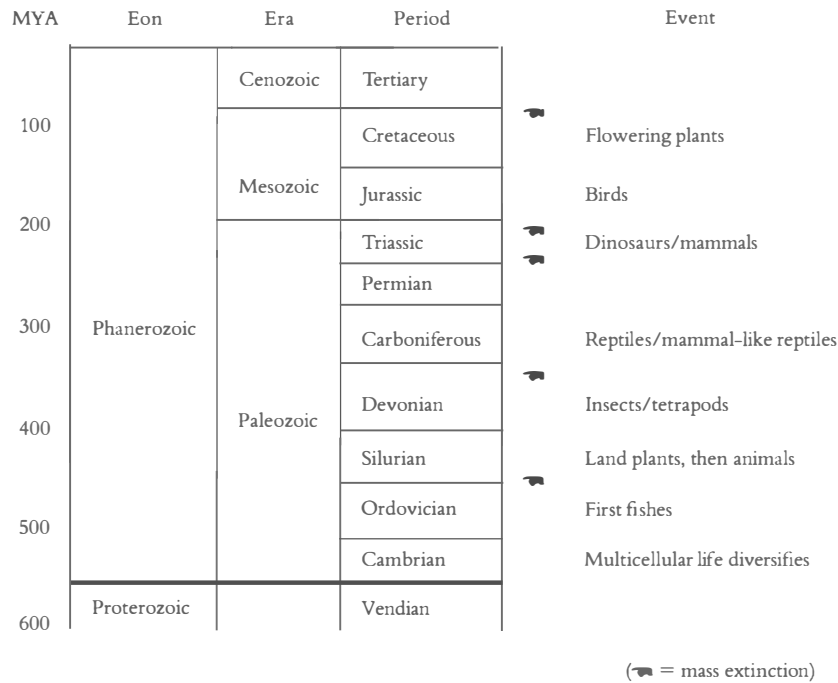 MYA Eon Era Period Event
Cenozoic Tertiary
100
Cretaceous Flowering plants
Mesozoic Jurassic Birds
200
Triassic Dinosaurs/mammals
Permian
300 Phanerozoic
Carboniferous Reptiles/mammal-like reptiles
Devonian Insects/tetrapods
Paleozoic
400
Silurian Land plants, then animals
Ordovician First fishes
500
Cambrian Multicellular life diversifies
Proterozoic Vendian
600
( = mass extinction)